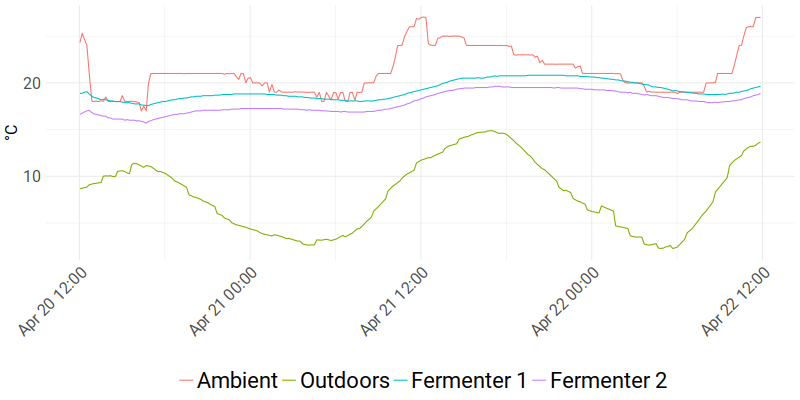 °C
20
10
Apr 20 12:00
Apr 21 00:00
Apr 21 12:00
Apr 22 00:00
Apr 22 12:00
Ambient Outdoors Fermenter 1 Fermenter 2